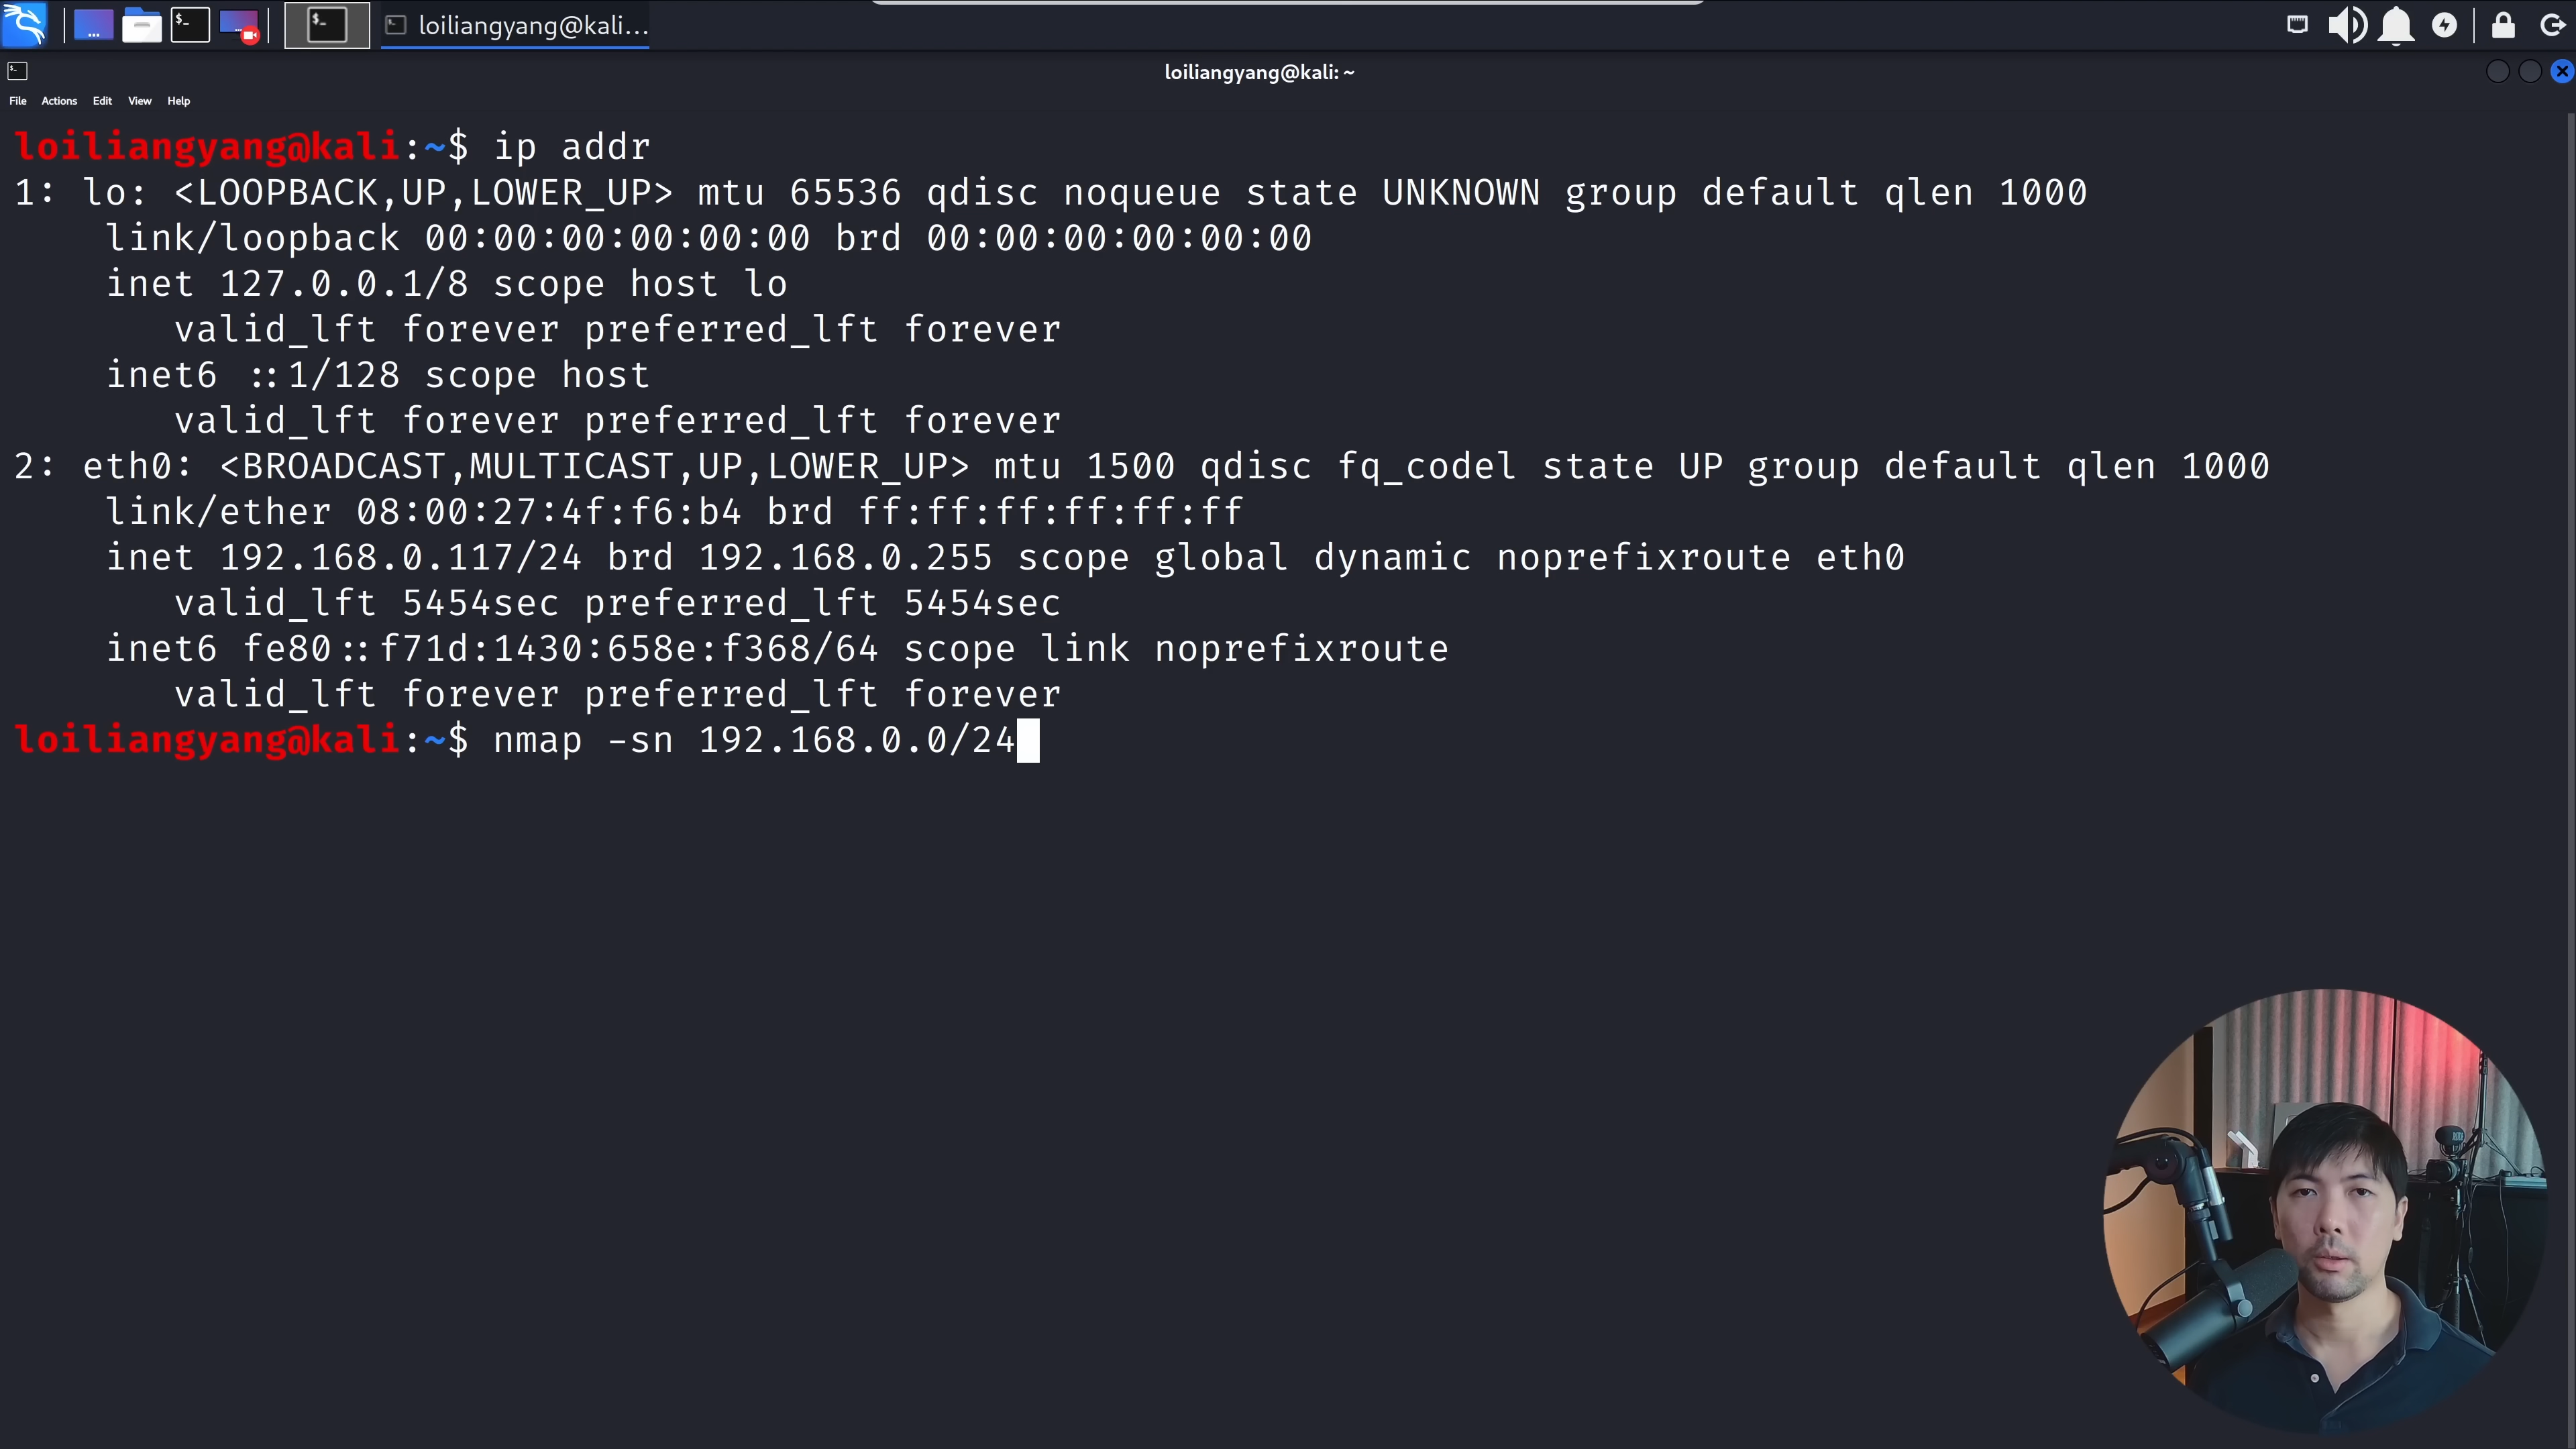 loiliangyang@kali...
loiliangyang@kali: ~
File Actions Edit View Help
loiliangyang@kali:~$ ip addr
1: lo: <LOOPBACK,UP,LOWER_UP> mtu 65536 qdisc noqueue state UNKNOWN group default qlen 1000
link/loopback 00:00:00:00:00:00 brd 00:00:00:00:00:00
inet 127.0.0.1/8 scope host lo
valid_lft forever preferred_lft forever
inet6 ::1/128 scope host
valid_lft forever preferred_lft forever
2: eth0: <BROADCAST,MULTICAST,UP,LOWER_UP> mtu 1500 qdisc fq_codel state UP group default qlen 1000
link/ether 08:00:27:4f:f6:b4 brd ff:ff:ff:ff:ff:ff
inet 192.168.0.117/24 brd 192.168.0.255 scope global dynamic noprefixroute eth0
valid_lft 5454sec preferred_lft 5454sec
inet6 fe80::f71d:1430:658e:f368/64 scope link noprefixroute
valid_lft forever preferred_lft forever
loiliangyang@kali:~$ nmap -sn 192.168.0.0/24